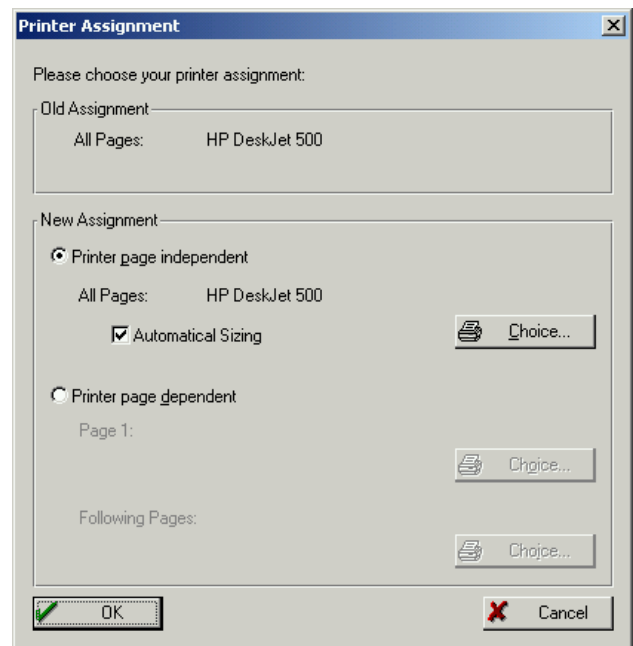 Printer Assignment
Please choose your printer assignment:
Old Assignment
All Pages: HP DeskJet 500
New Assignment
Printer page independent
All Pages: HP DeskJet 500
Automatical Sizing
Choice...
Printer page dependent
Page 1:
Choice...
Following Pages:
Choice...
OK
Cancel